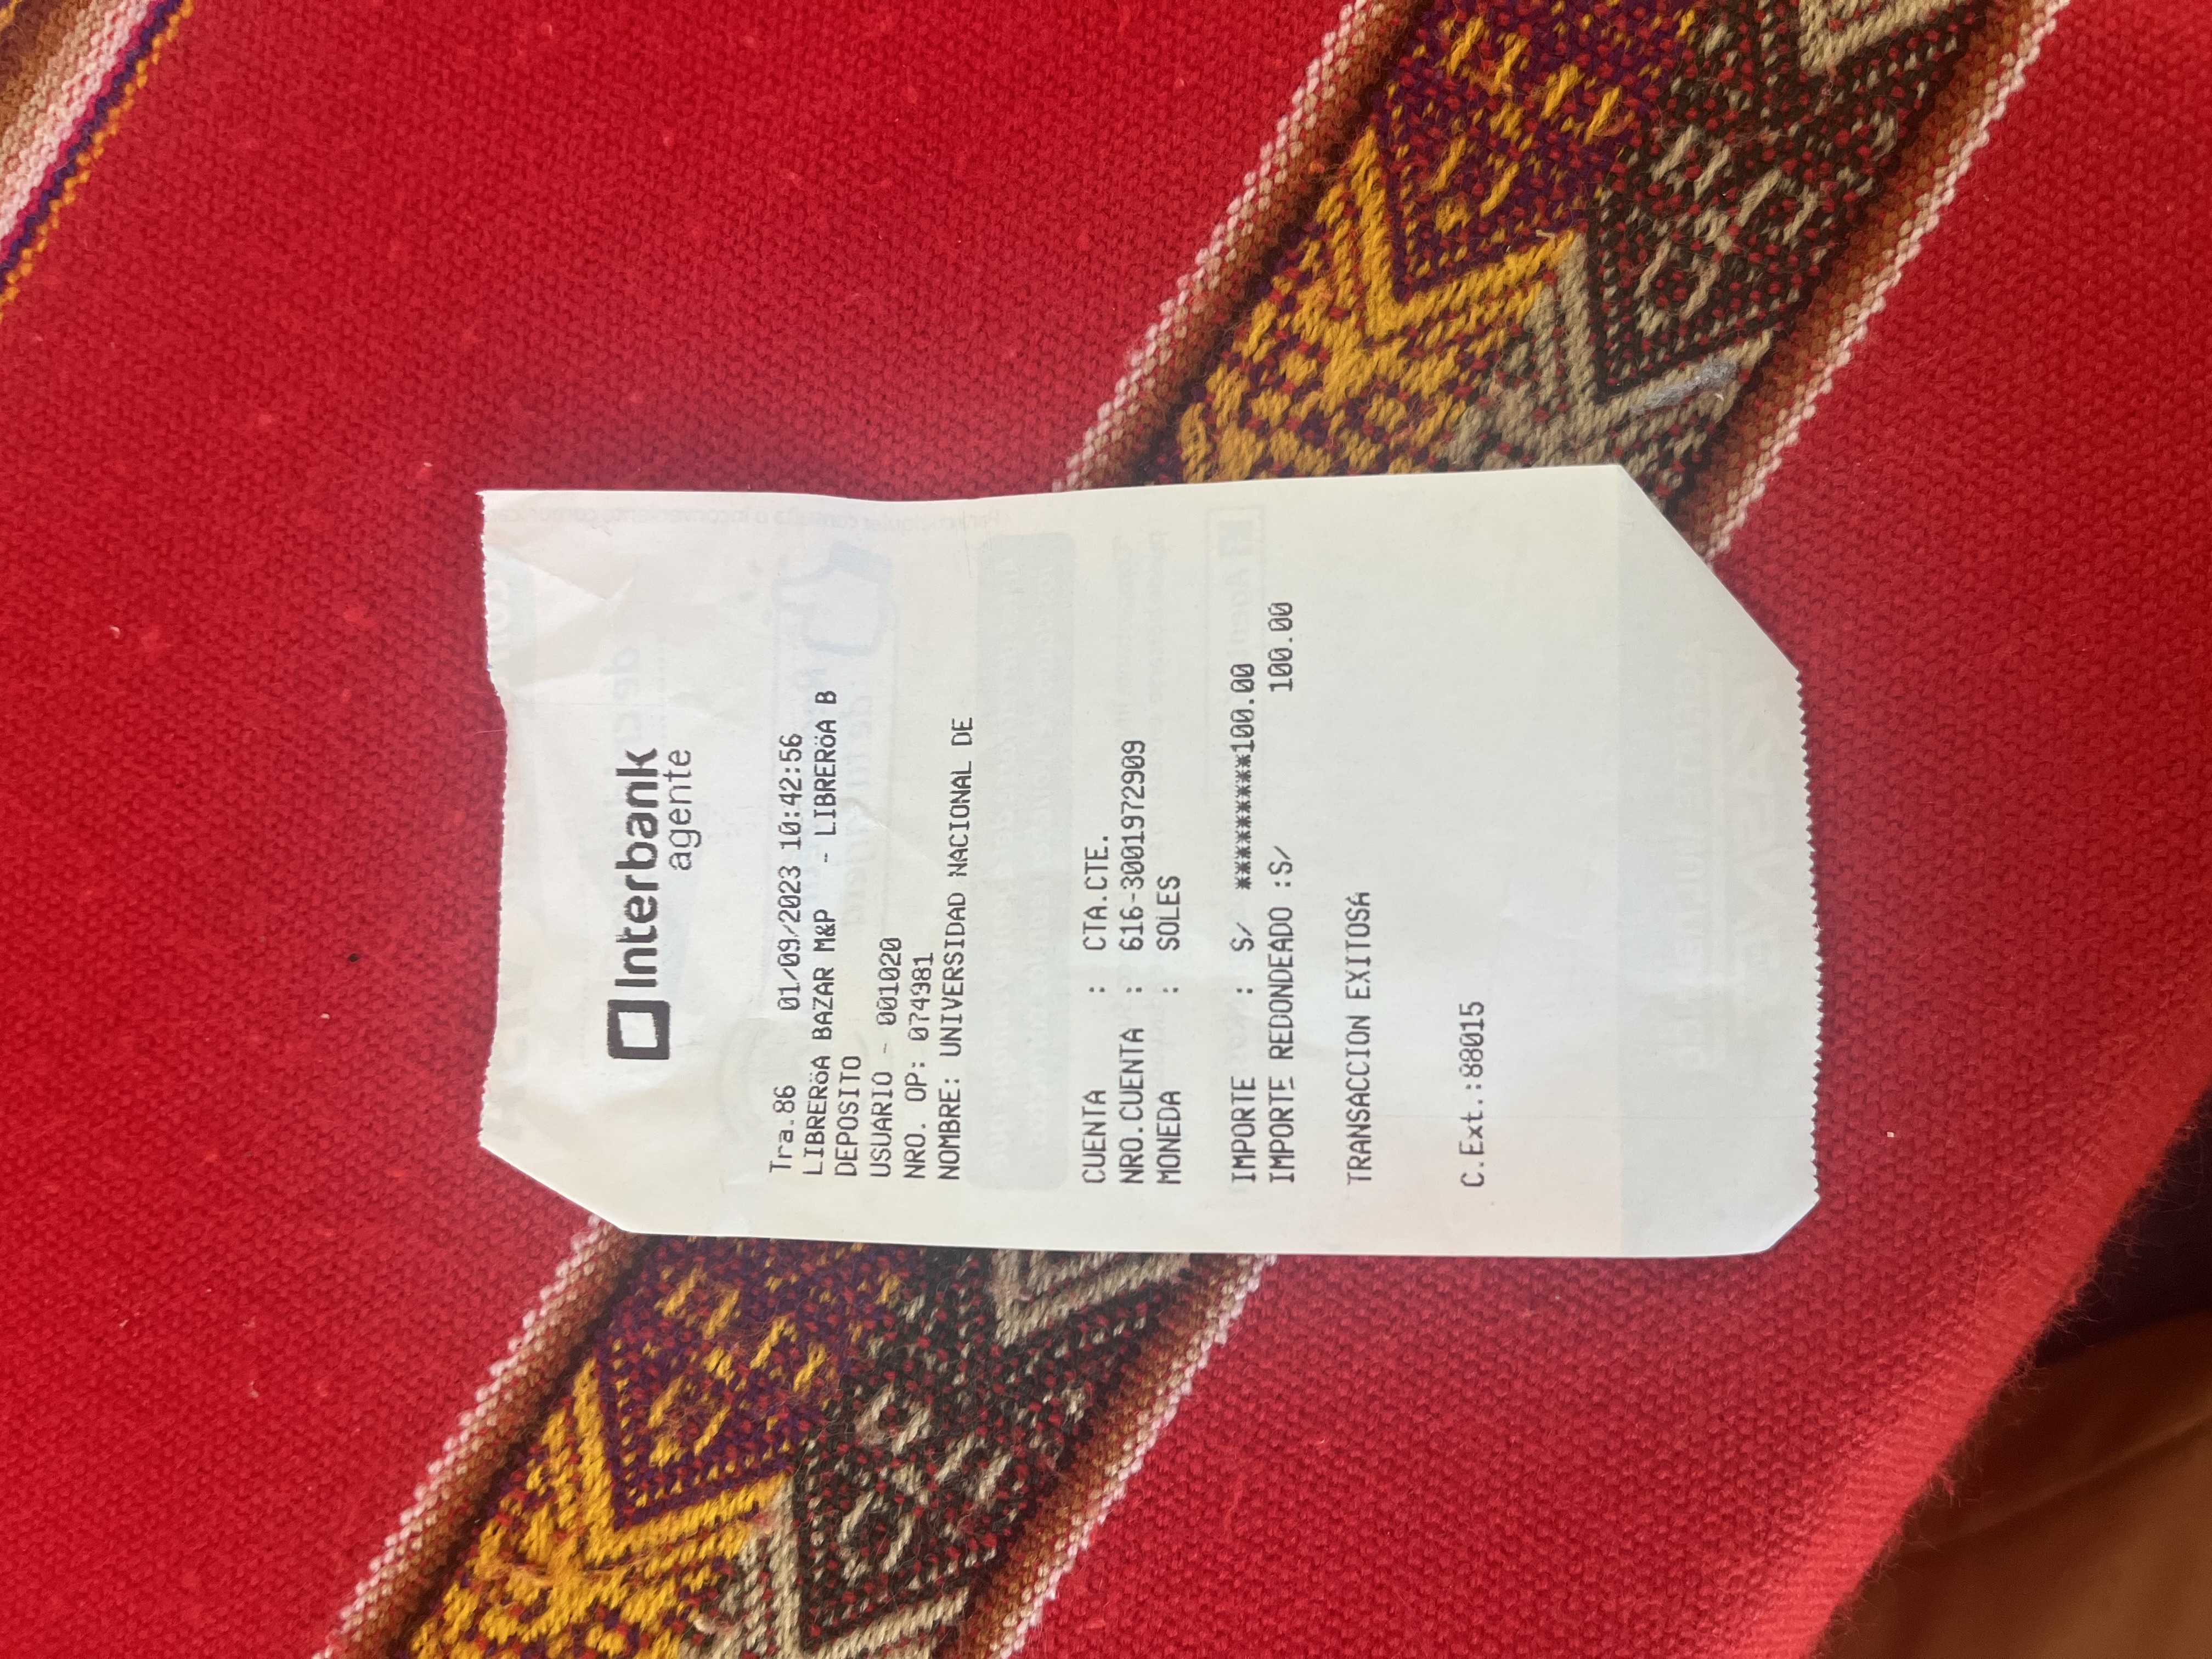 Interbank
agente
Tra.86 01/09/2023 10:42:56
LIBRERöA BAZAR M&P - LIBRERöA B
DEPOSITO
USUARIO - 001020
NRO. OP: 074981
NOMBRE: UNIVERSIDAD NACIONAL DE
CUENTA : CTA.CTE.
NRO.CUENTA : 616-3001972909
MONEDA : SOLES
IMPORTE : S/ **********100.00
IMPORTE REDONDEADO :S/ 100.00
TRANSACCION EXITOSA
C.Ext.:88015